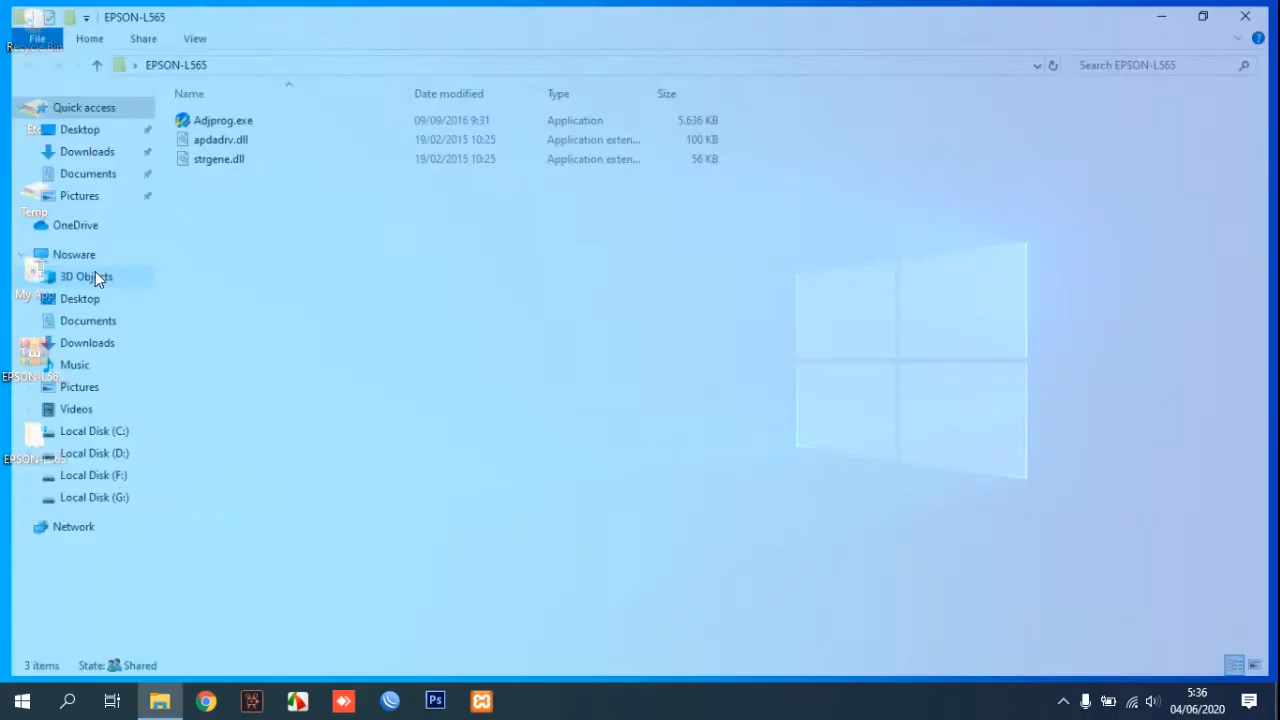 EPSON-L565
Recycle Bin
File Home Share View
EPSON-L565
Search EPSON-L565
Name Date modified Type Size
Adjprog.exe 09/09/2016 9:31 Application 5.636 KB
apdadrv.dll 19/02/2015 10:25 Application exten... 100 KB
strgene.dll 19/02/2015 10:25 Application exten... 56 KB
Quick access
Desktop
Downloads
Documents
Pictures
Temp
OneDrive
Nosware
3D Objects
My
Desktop
Documents
Downloads
Music
EPSON-L56...
Pictures
Videos
Local Disk (C:)
Local Disk (D:)
EPSON-L565
Local Disk (F:)
Local Disk (G:)
Network
3 items State: Shared
Ps
5:36
04/06/2020